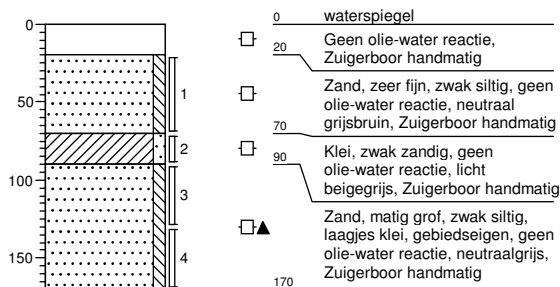 0
50
100
150
1
2
3
4
0 waterspiegel
Geen olie-water reactie,
20 Zuigerboor handmatig
Zand, zeer fijn, zwak siltig, geen
olie-water reactie, neutraal
70 grijsbruin, Zuigerboor handmatig
Klei, zwak zandig, geen
90 olie-water reactie, licht
beigegrijs, Zuigerboor handmatig
Zand, matig grof, zwak siltig,
laagjes klei, gebiedseigen, geen
olie-water reactie, neutraalgrijs,
Zuigerboor handmatig
170